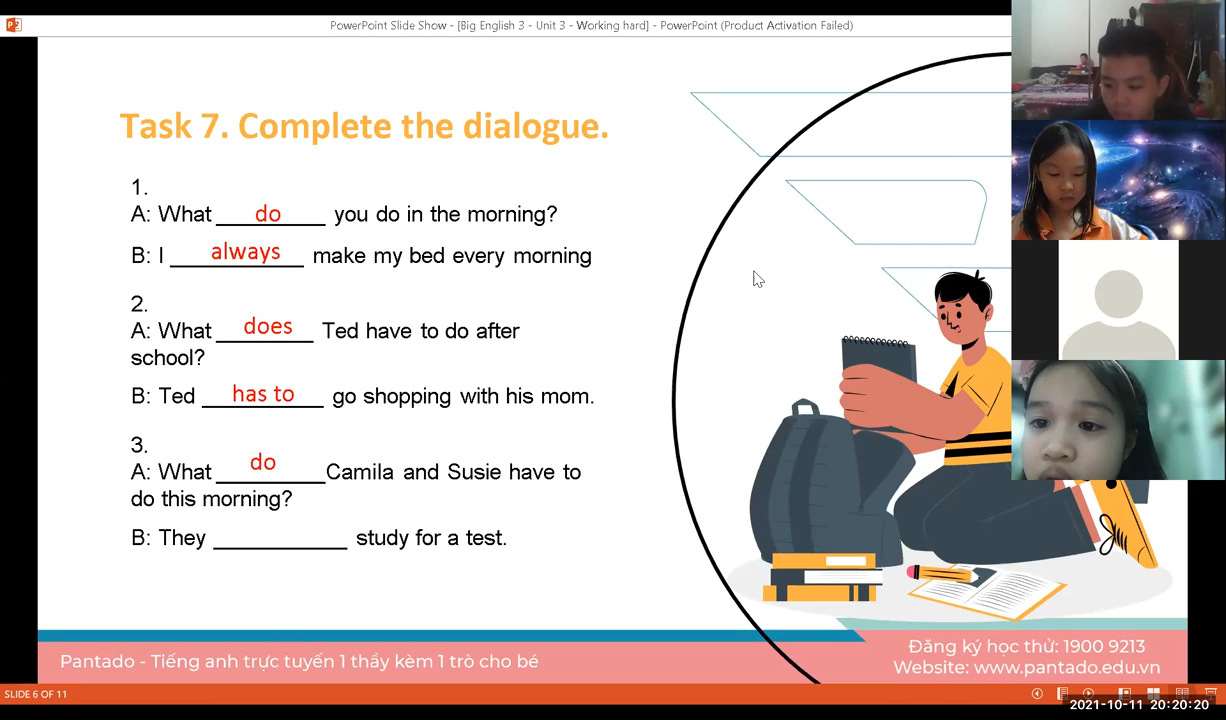 PowerPoint Slide Show - [Big English 3 - Unit 3 - Working hard] - PowerPoint (Product Activation Failed)
Task 7. Complete the dialogue.
1.
A: What do you do in the morning?
B: I always make my bed every morning
2.
A: What does Ted have to do after
school?
B: Ted has to go shopping with his mom.
3.
A: What do Camila and Susie have to
do this morning?
B: They ____________ study for a test.
Pantado - Tiếng anh trực tuyến 1 thầy kèm 1 trò cho bé
Đăng ký học thử: 1900 9213
Website: www.pantado.edu.vn
SLIDE 6 OF 11
2021-10-11 20:20:20